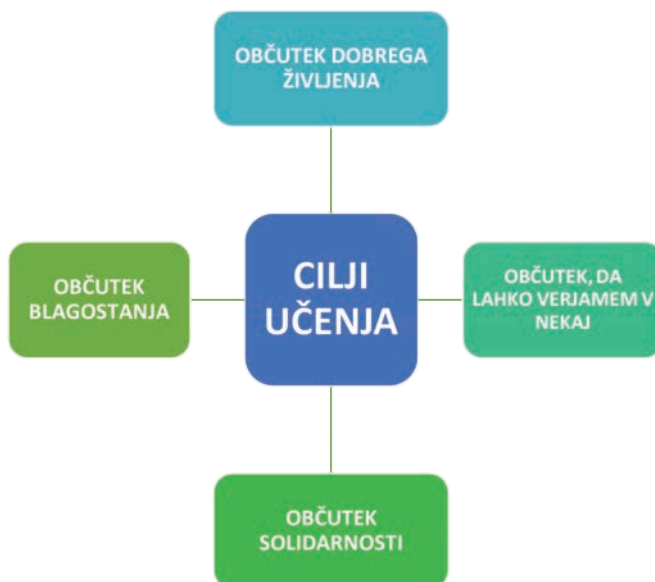 OBČUTEK DOBREGA
ŽIVLJENJA
OBČUTEK
BLAGOSTANJA
CILJI
UČENJA
OBČUTEK, DA
LAHKO VERJAMEM V
NEKAJ
OBČUTEK
SOLIDARNOSTI